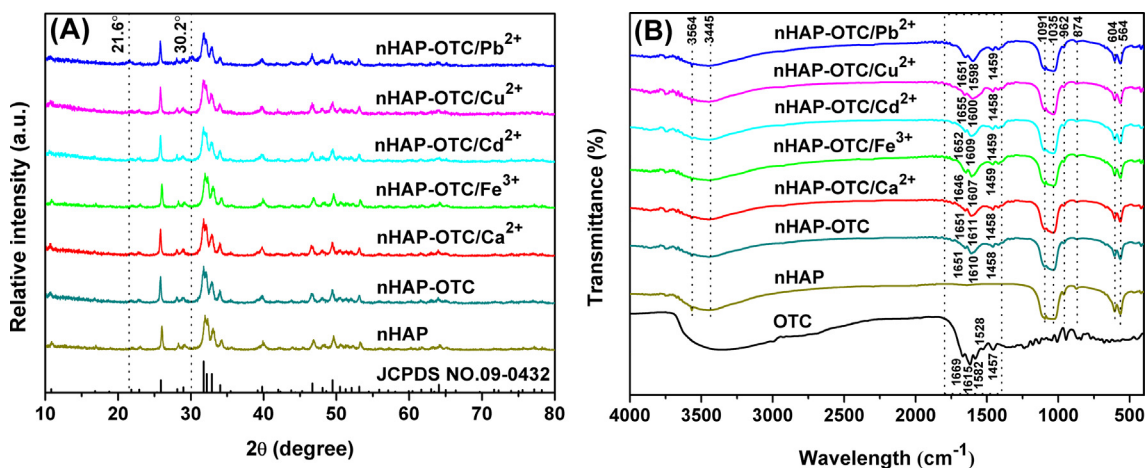 (A)
21.6°
30.2°
nHAP-OTC/Pb2+
nHAP-OTC/Cu2+
nHAP-OTC/Cd2+
nHAP-OTC/Fe3+
nHAP-OTC/Ca2+
nHAP-OTC
nHAP
JCPDS NO.09-0432
Relative intensity (a.u.)
10 20 30 40 50 60 70 80
2θ (degree)
(B)
3564
3445
nHAP-OTC/Pb2+
1091
1035
962
874
604
564
1651
1598
1459
nHAP-OTC/Cu2+
1655
1600
1458
nHAP-OTC/Cd2+
1652
1609
1459
nHAP-OTC/Fe3+
1646
1607
1459
nHAP-OTC/Ca2+
1651
1611
1458
nHAP-OTC
1651
1610
1458
nHAP
OTC
1669
1615
1582
1528
1457
Transmittance (%)
4000 3500 3000 2500 2000 1500 1000 500
Wavelength (cm-1)